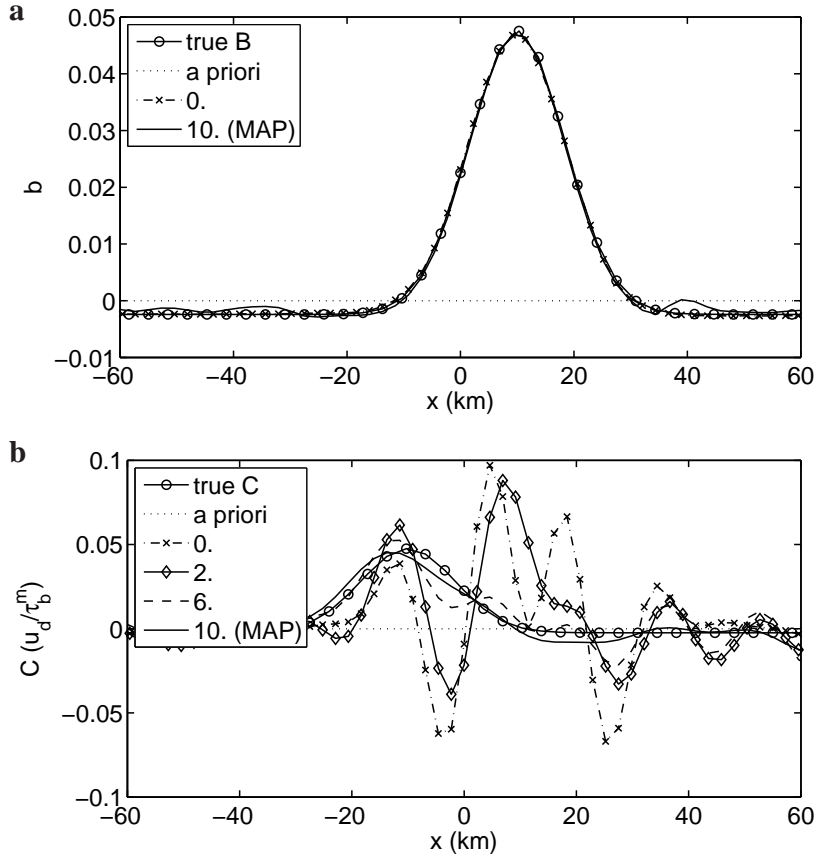 a
0.05
0.04
0.03
0.02
0.01
0
−0.01
b
true B
a priori
0.
10. (MAP)
−60 −40 −20 0 20 40 60
x (km)
b
0.1
0.05
0
−0.05
−0.1
C (u_d/τ_b^m)
true C
a priori
0.
2.
6.
10. (MAP)
−60 −40 −20 0 20 40 60
x (km)